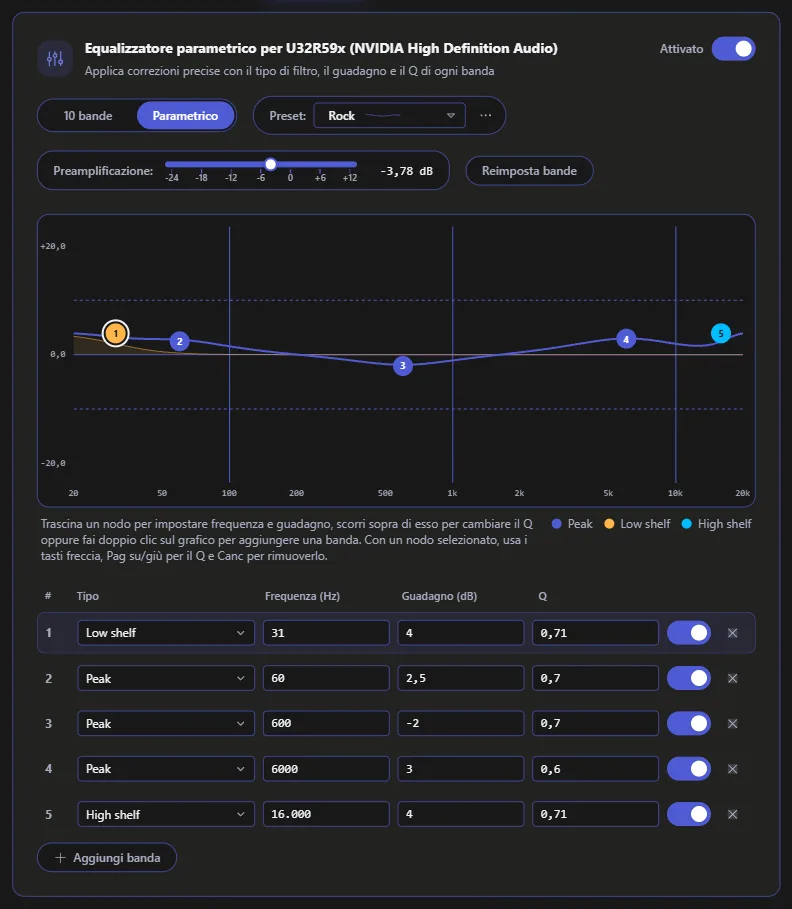 Equalizzatore parametrico per U32R59x (NVIDIA High Definition Audio)
Attivato
Applica correzioni precise con il tipo di filtro, il guadagno e il Q di ogni banda
10 bande
Parametrico
Preset:
Rock
...
Preamplificazione:
-24 -18 -12 -6 0 +6 +12
-3,78 dB
Reimposta bande
+20,0
0,0
-20,0
1
2
3
4
5
20 50 100 200 500 1k 2k 5k 10k 20k
Trascina un nodo per impostare frequenza e guadagno, scorri sopra di esso per cambiare il Q
oppure fai doppio clic sul grafico per aggiungere una banda. Con un nodo selezionato, usa i
tasti freccia, Pag su/giù per il Q e Canc per rimuoverlo.
Peak
Low shelf
High shelf
# Tipo Frequenza (Hz) Guadagno (dB) Q
1 Low shelf 31 4 0,71
2 Peak 60 2,5 0,7
3 Peak 600 -2 0,7
4 Peak 6000 3 0,6
5 High shelf 16.000 4 0,71
+ Aggiungi banda